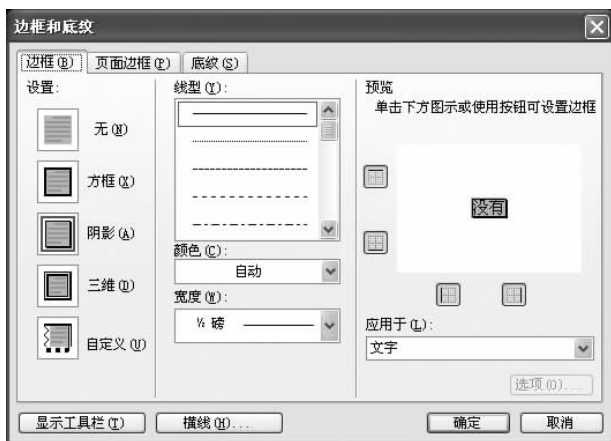 边框和底纹
边框(B) 页面边框(P) 底纹(S)
设置:
无(N)
方框(X)
阴影(A)
三维(D)
自定义(U)
线型(Y):
颜色(C):
自动
宽度(W):
½ 磅
预览
单击下方图示或使用按钮可设置边框
没有
应用于(L):
文字
选项(O)...
显示工具栏(T) 横线(H)... 确定 取消